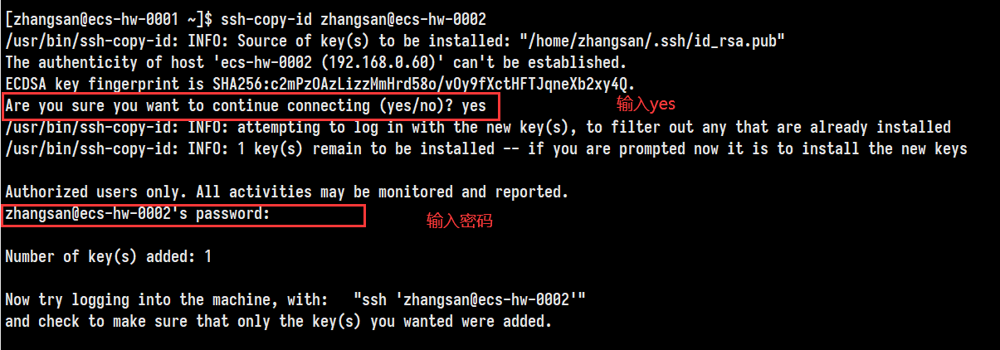 [zhangsan@ecs-hw-0001 ~]$ ssh-copy-id zhangsan@ecs-hw-0002
/usr/bin/ssh-copy-id: INFO: Source of key(s) to be installed: "/home/zhangsan/.ssh/id_rsa.pub"
The authenticity of host 'ecs-hw-0002 (192.168.0.60)' can't be established.
ECDSA key fingerprint is SHA256:c2mPzOAzLizzMmHrd58o/vOy9fXctHFTJqneXb2xy4Q.
Are you sure you want to continue connecting (yes/no)? yes 输入yes
/usr/bin/ssh-copy-id: INFO: attempting to log in with the new key(s), to filter out any that are already installed
/usr/bin/ssh-copy-id: INFO: 1 key(s) remain to be installed -- if you are prompted now it is to install the new keys
Authorized users only. All activities may be monitored and reported.
zhangsan@ecs-hw-0002's password: 输入密码
Number of key(s) added: 1
Now try logging into the machine, with:   "ssh 'zhangsan@ecs-hw-0002'"
and check to make sure that only the key(s) you wanted were added.